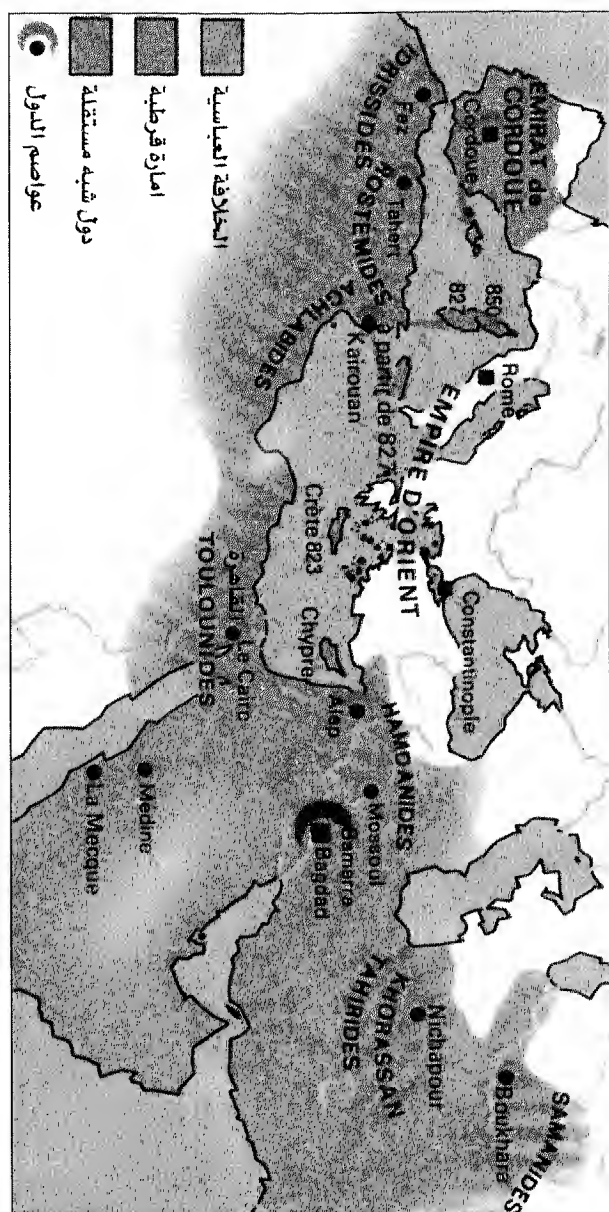 EMIRAT de
CORDOUE
Cordoue
IDRISSIDES
Fez
ROSTEMIDES
Tahert
AGHLABIDES
Kairouan
à partir de 827
850
827
Rome
EMPIRE D'ORIENT
Constantinople
Crète 823
Chypre
TOULOUNIDES
القاهرة
Le Caire
Alep
HAMDANIDES
Mossoul
Samarra
Bagdad
Médine
La Mecque
KHORASSAN
TAHIRIDES
Nichapour
Boukhara
SAMANIDES
الخلافة العباسية
امارة قرطبة
دول شبه مستقلة
عواصم الدول